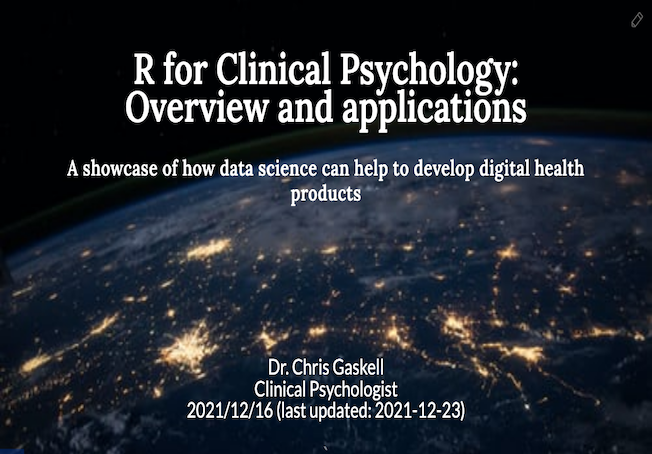 R for Clinical Psychology:
Overview and applications
A showcase of how data science can help to develop digital health
products
Dr. Chris Gaskell
Clinical Psychologist
2021/12/16 (last updated: 2021-12-23)